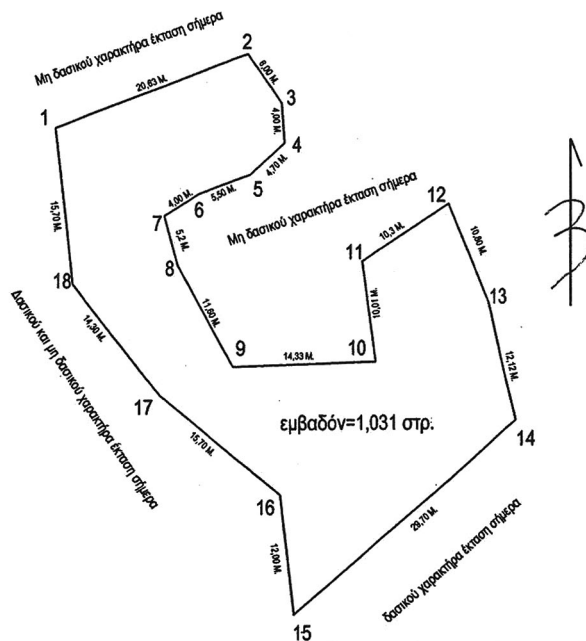 Μη δασικού χαρακτήρα έκταση σήμερα
2
20,63 Μ.
6,00 Μ.
1
3
4,00 Μ.
4
4,70 Μ.
5
5,50 Μ.
6
4,00 Μ.
7
15,70 Μ.
5,2 Μ.
8
Μη δασικού χαρακτήρα έκταση σήμερα
12
10,3 Μ.
11
10,80 Μ.
18
13
10,01 Μ.
11,60 Μ.
14,30 Μ.
9
14,33 Μ.
10
12,12 Μ.
Δασικού και μη δασικού χαρακτήρα έκταση σήμερα
17
εμβαδόν=1,031 στρ.
14
15,70 Μ.
16
29,70 Μ.
12,00 Μ.
δασικού χαρακτήρα έκταση σήμερα
15